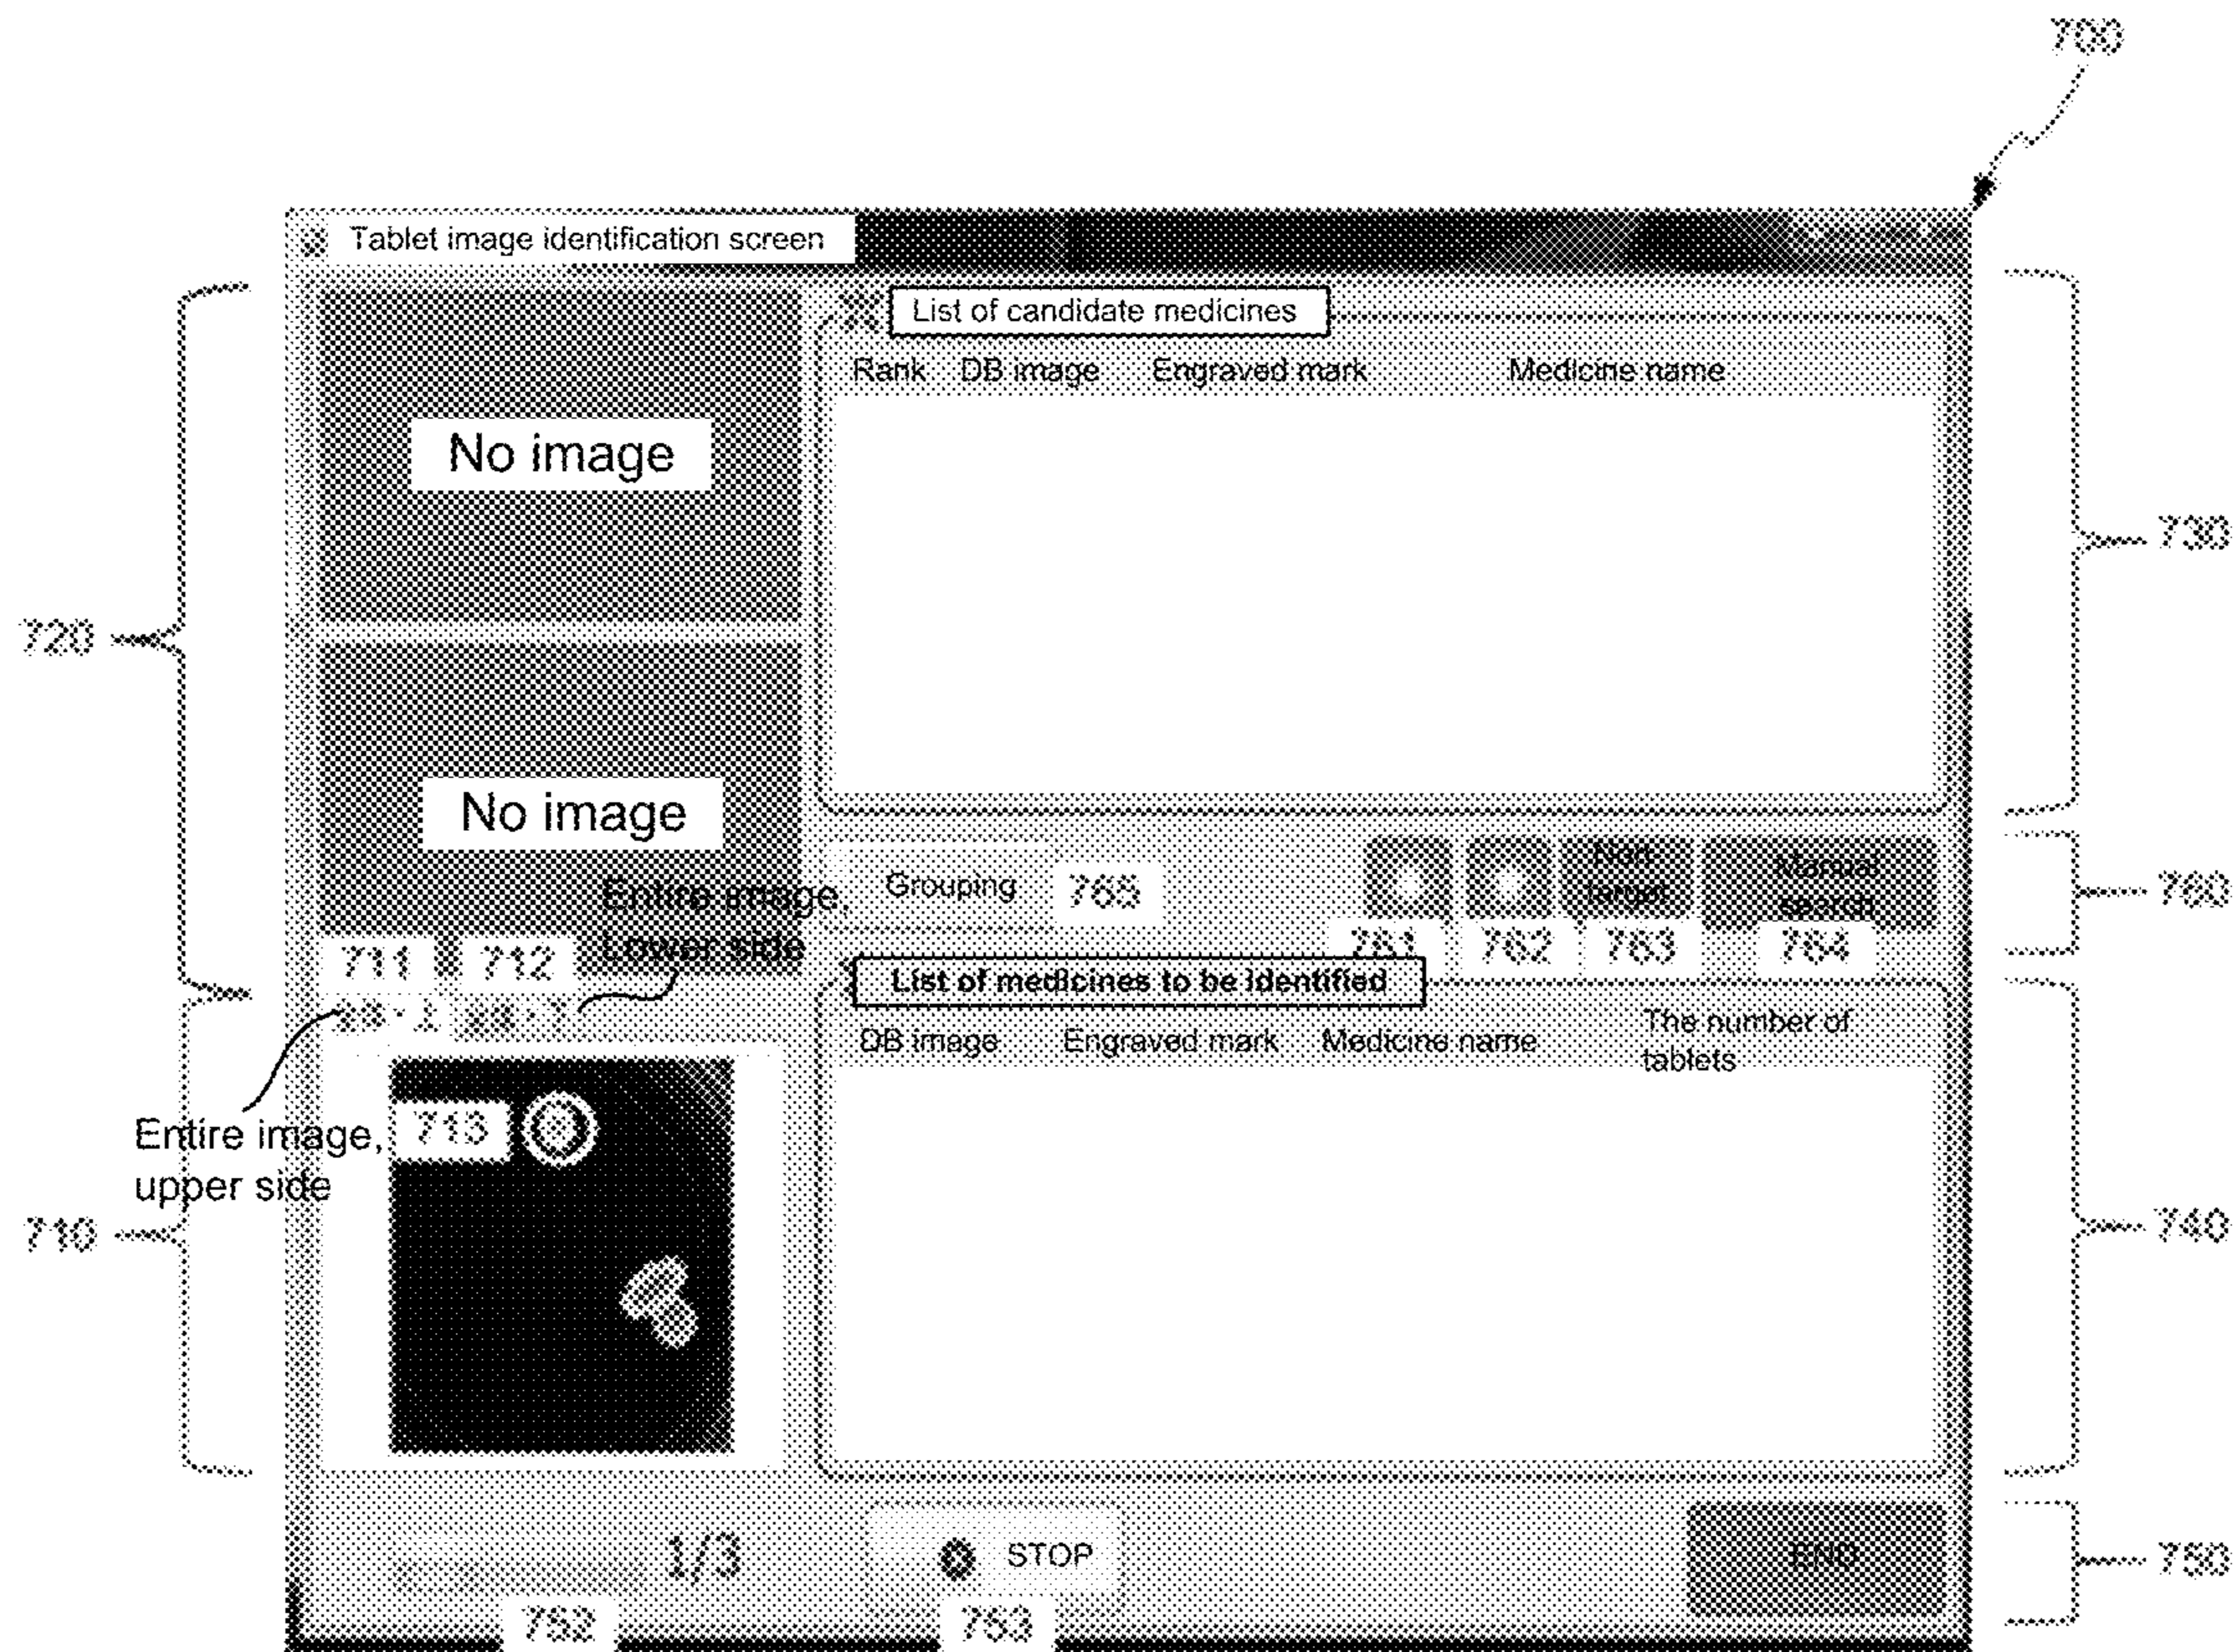 700
Tablet image identification screen
List of candidate medicines
Rank DB image Engraved mark Medicine name
No image
730
720
No image
Grouping 765
Non-target
Manual search
760
761 762 763 764
Entire image,
Lower side
711 712
List of medicines to be identified
DB image Engraved mark Medicine name The number of
tablets
713
Entire image,
upper side
710
740
1/3
STOP
END
750
752 753